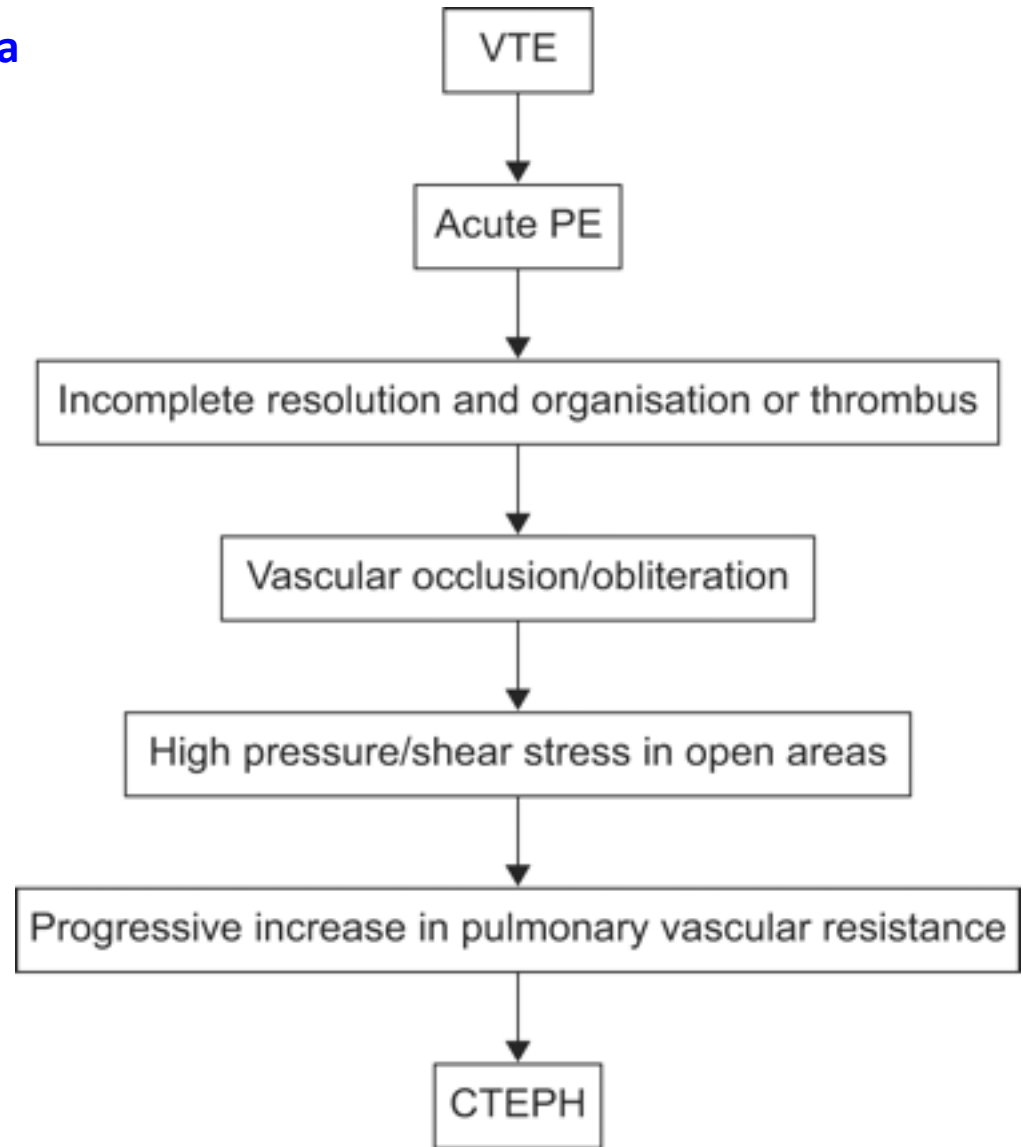 a
VTE
Acute PE
Incomplete resolution and organisation or thrombus
Vascular occlusion/obliteration
High pressure/shear stress in open areas
Progressive increase in pulmonary vascular resistance
CTEPH